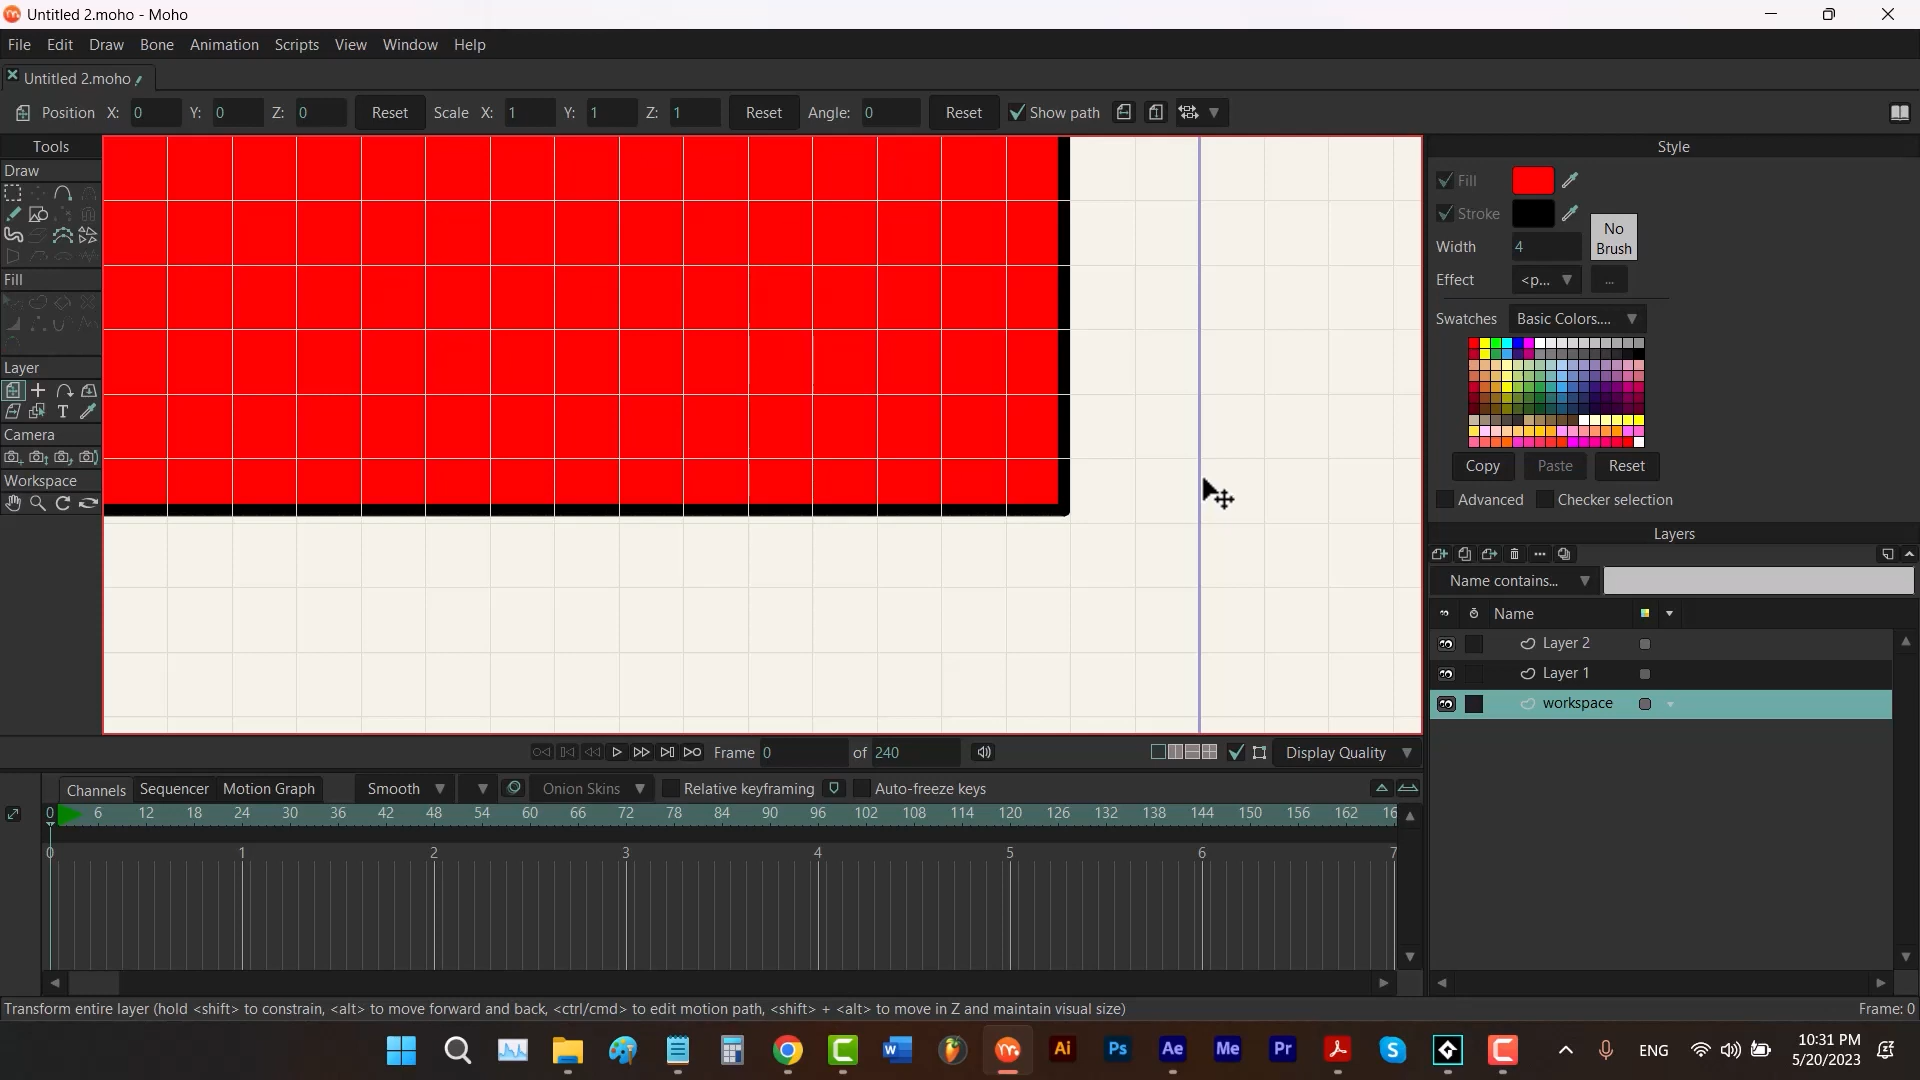 Untitled 2.moho - Moho
File Edit Draw Bone Animation Scripts View Window Help
Untitled 2.moho
Position X: 0 Y: 0 Z: 0 Reset Scale X: 1 Y: 1 Z: 1 Reset Angle: 0 Reset Show path
Tools
Draw
Fill
Layer
Camera
Workspace
Style
Fill
Stroke
No Brush
Width 4
Effect <p... ...
Swatches Basic Colors....
Copy Paste Reset
Advanced Checker selection
Layers
Name contains...
Name
Layer 2
Layer 1
workspace
Frame 0 of 240 Display Quality
Channels Sequencer Motion Graph Smooth Onion Skins Relative keyframing Auto-freeze keys
0 6 12 18 24 30 36 42 48 54 60 66 72 78 84 90 96 102 108 114 120 126 132 138 144 150 156 162 16
0 1 2 3 4 5 6 7
Transform entire layer (hold <shift> to constrain, <alt> to move forward and back, <ctrl/cmd> to edit motion path, <shift> + <alt> to move in Z and maintain visual size) Frame: 0
Ai Ps Ae Me Pr
ENG
10:31 PM
5/20/2023